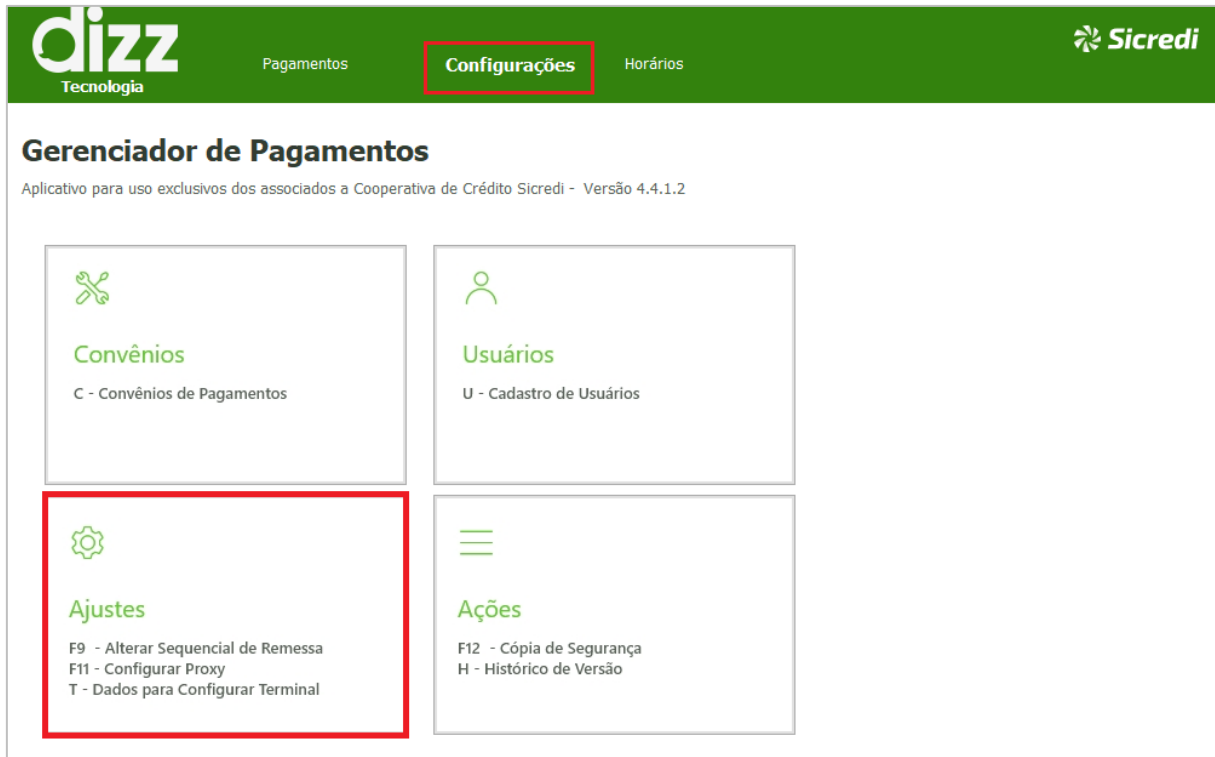 dizz
Tecnologia
Pagamentos
Configurações
Horários
Sicredi
Gerenciador de Pagamentos
Aplicativo para uso exclusivos dos associados a Cooperativa de Crédito Sicredi - Versão 4.4.1.2
Convênios
C - Convênios de Pagamentos
Usuários
U - Cadastro de Usuários
Ajustes
F9 - Alterar Sequencial de Remessa
F11 - Configurar Proxy
T - Dados para Configurar Terminal
Ações
F12 - Cópia de Segurança
H - Histórico de Versão